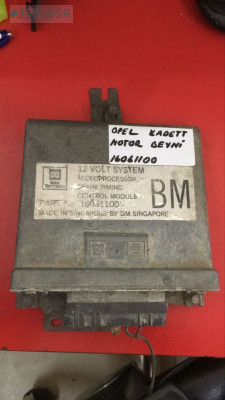 OPEL KADETT
MOTOR BEYNİ
16061100
12 VOLT SYSTEM
MICROPROCESSOR
SPARK TIMING
CONTROL MODULE
PART NO. 16061100
BM
MADE IN SINGAPORE BY GM SINGAPORE
GM